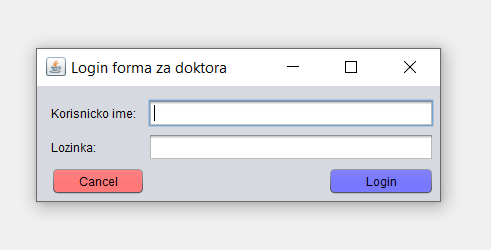 Login forma za doktora
Korisnicko ime:
Lozinka:
Cancel Login